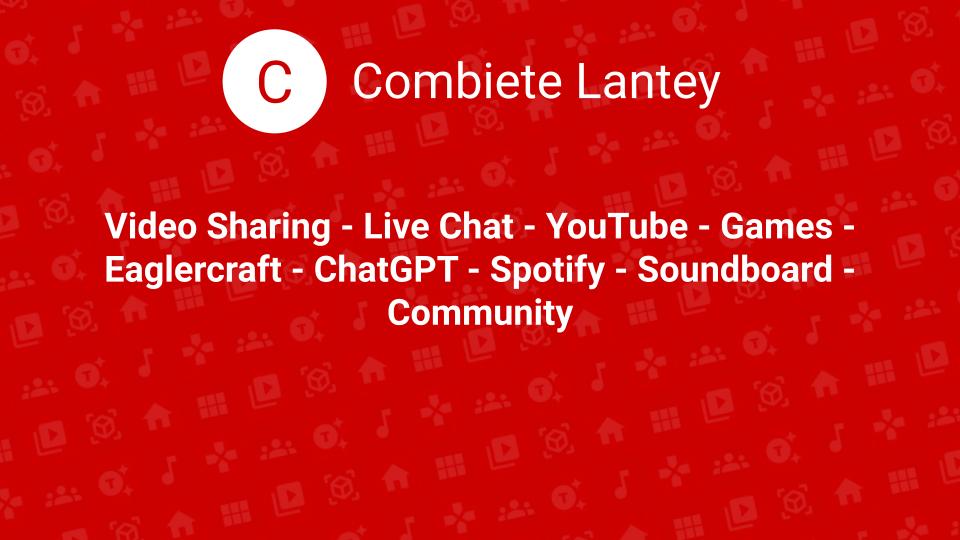 C
Combiete Lantey
Video Sharing - Live Chat - YouTube - Games -
Eaglercraft - ChatGPT - Spotify - Soundboard -
Community